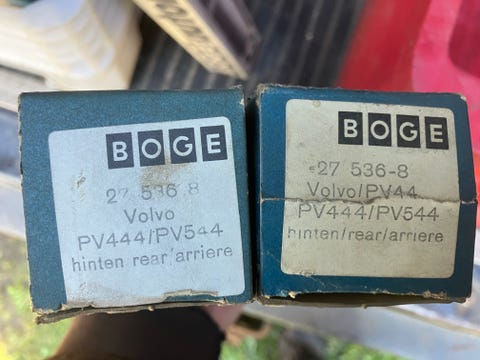 BOGE
27 536 8
Volvo
PV444/PV544
hinten rear/arriere
BOGE
27 536-8
Volvo/PV44
PV444/PV544
hinten/rear/arriere